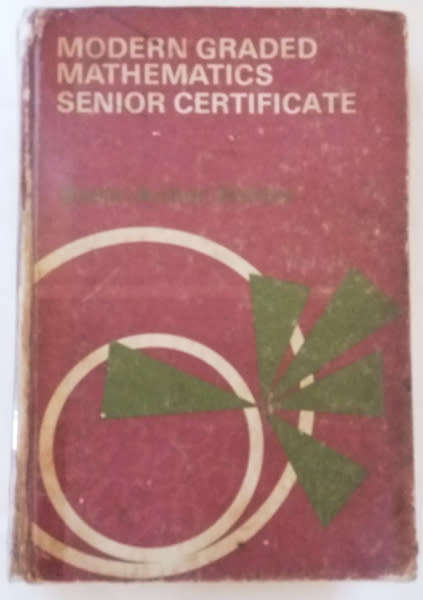 MODERN GRADED
MATHEMATICS
SENIOR CERTIFICATE